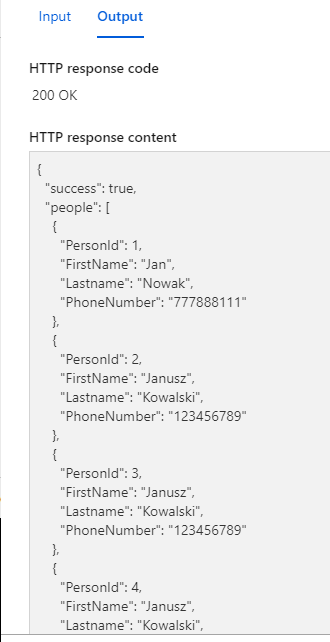 Input Output
HTTP response code
200 OK
HTTP response content
{
"success": true,
"people": [
{
"PersonId": 1,
"FirstName": "Jan",
"Lastname": "Nowak",
"PhoneNumber": "777888111"
},
{
"PersonId": 2,
"FirstName": "Janusz",
"Lastname": "Kowalski",
"PhoneNumber": "123456789"
},
{
"PersonId": 3,
"FirstName": "Janusz",
"Lastname": "Kowalski",
"PhoneNumber": "123456789"
},
{
"PersonId": 4,
"FirstName": "Janusz",
"Lastname": "Kowalski",